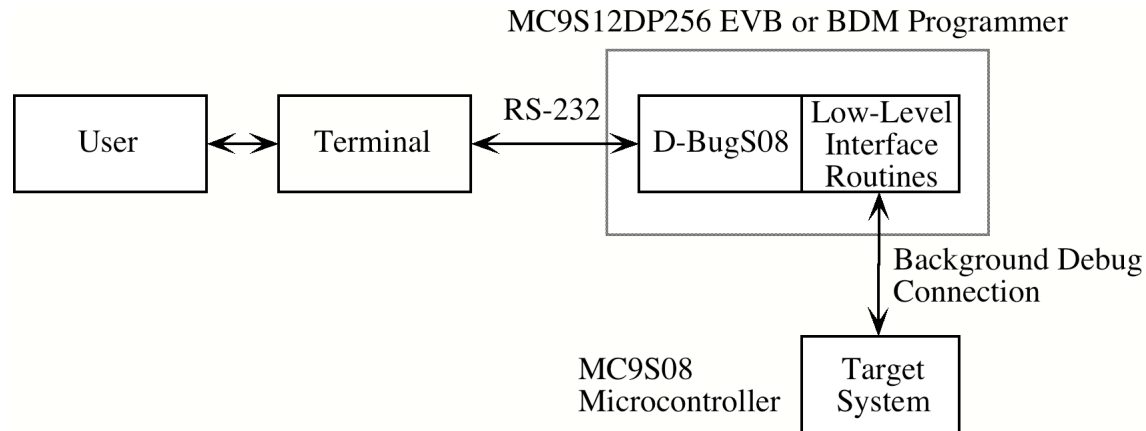 MC9S12DP256 EVB or BDM Programmer
User
Terminal
RS-232
D-BugS08
Low-Level
Interface
Routines
Background Debug
Connection
MC9S08
Microcontroller
Target
System